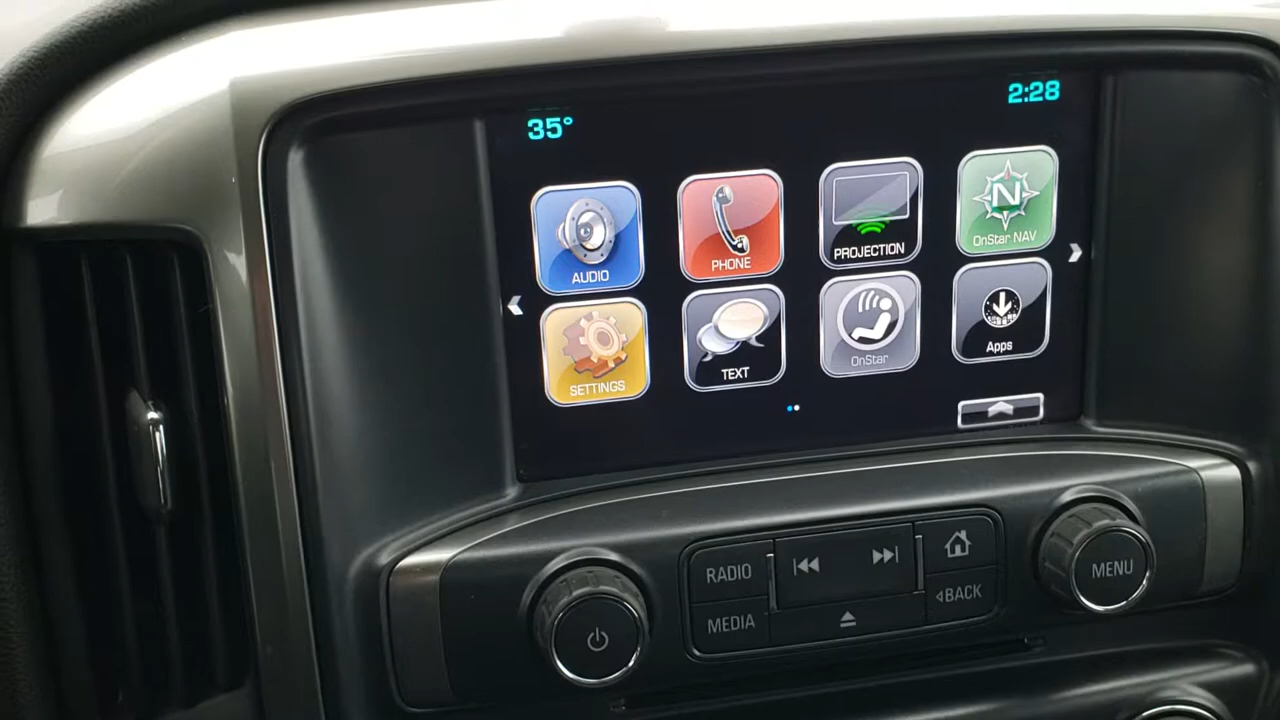 35°
2:28
AUDIO
PHONE
PROJECTION
N
OnStar NAV
SETTINGS
TEXT
OnStar
Apps
RADIO
MEDIA
BACK
MENU